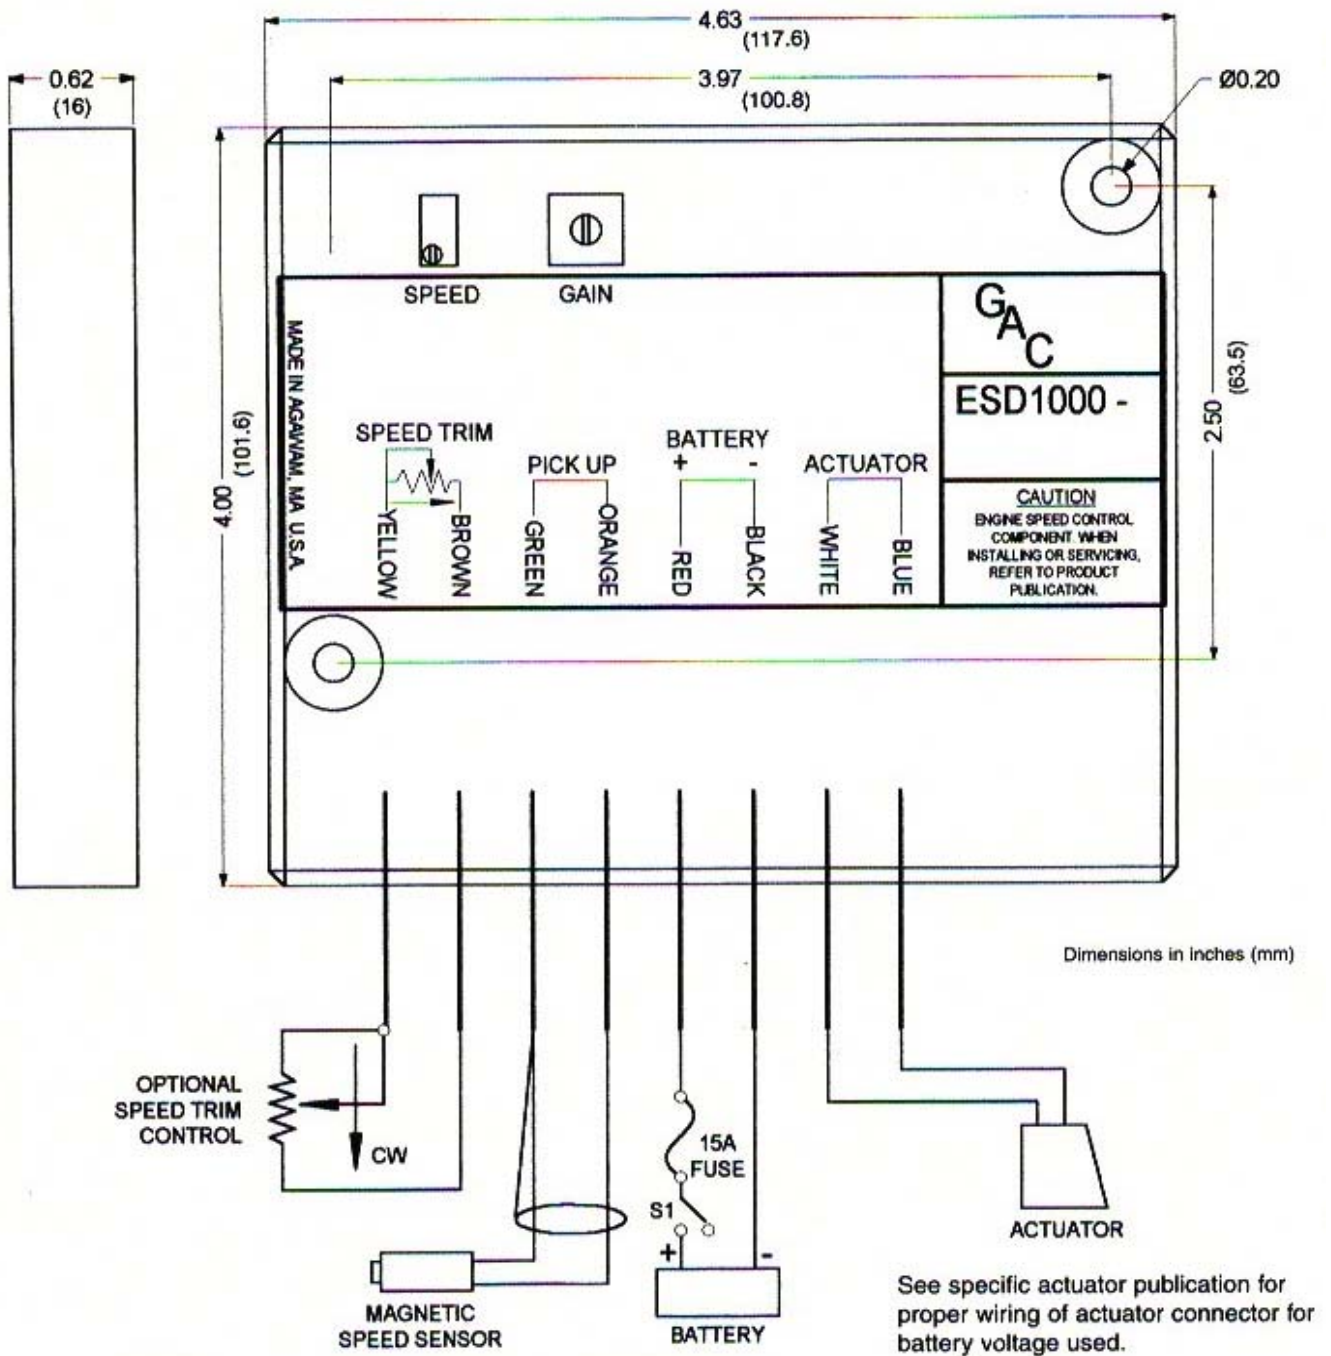 4.63
(117.6)
0.62
(16)
3.97
(100.8)
Ø0.20
SPEED
GAIN
GAC
MADE IN AGAWAM, MA U.S.A.
ESD1000 -
2.50
(63.5)
4.00
(101.6)
SPEED TRIM
PICK UP
BATTERY
+ -
ACTUATOR
YELLOW
BROWN
GREEN
ORANGE
RED
BLACK
WHITE
BLUE
CAUTION
ENGINE SPEED CONTROL
COMPONENT. WHEN
INSTALLING OR SERVICING,
REFER TO PRODUCT
PUBLICATION.
Dimensions in inches (mm)
OPTIONAL
SPEED TRIM
CONTROL
CW
15A
FUSE
S1
+ -
MAGNETIC
SPEED SENSOR
BATTERY
ACTUATOR
See specific actuator publication for
proper wiring of actuator connector for
battery voltage used.